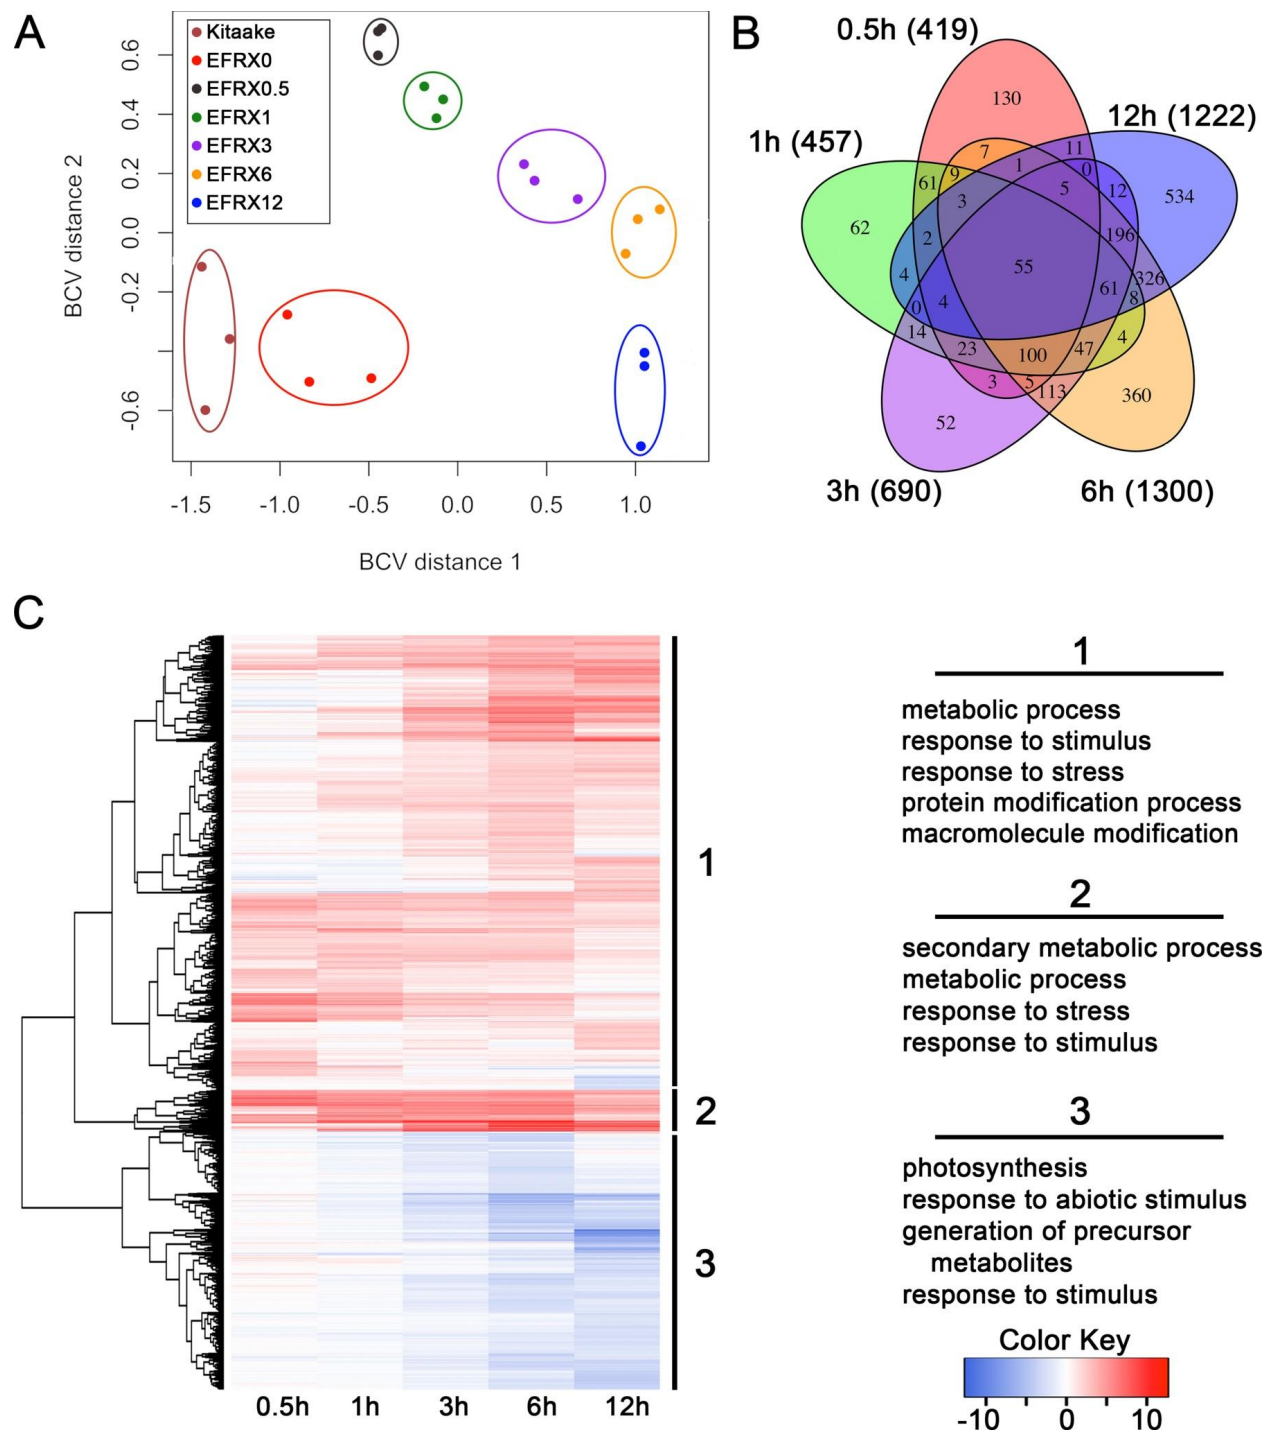 A
Kitaake
EFRX0
EFRX0.5
EFRX1
EFRX3
EFRX6
EFRX12
BCV distance 2
0.6
0.4
0.2
0.0
-0.2
-0.6
-1.5 -1.0 -0.5 0.0 0.5 1.0
BCV distance 1
B
0.5h (419)
12h (1222)
1h (457)
3h (690)
6h (1300)
130
7
11
1
0
9
61
5
12
534
3
62
2
196
55
4
326
61
8
0
4
14
4
23
100
47
3
5
113
360
52
C
1
2
3
0.5h 1h 3h 6h 12h
1
metabolic process
response to stimulus
response to stress
protein modification process
macromolecule modification
2
secondary metabolic process
metabolic process
response to stress
response to stimulus
3
photosynthesis
response to abiotic stimulus
generation of precursor
metabolites
response to stimulus
Color Key
-10 0 10